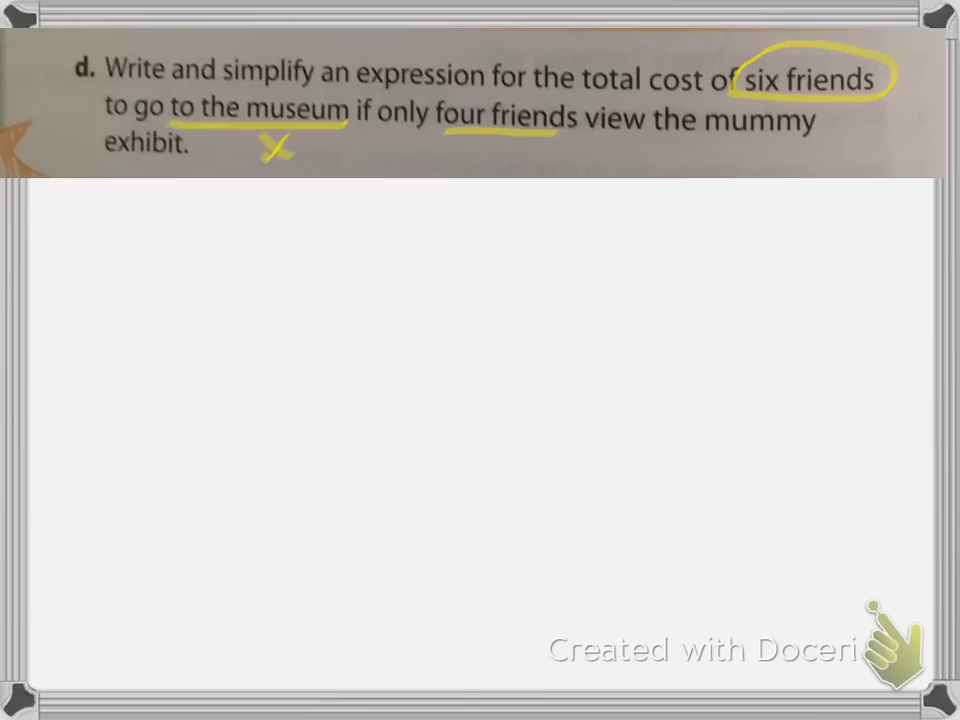 d. Write and simplify an expression for the total cost of six friends
to go to the museum if only four friends view the mummy
exhibit.
x
Created with Doceri